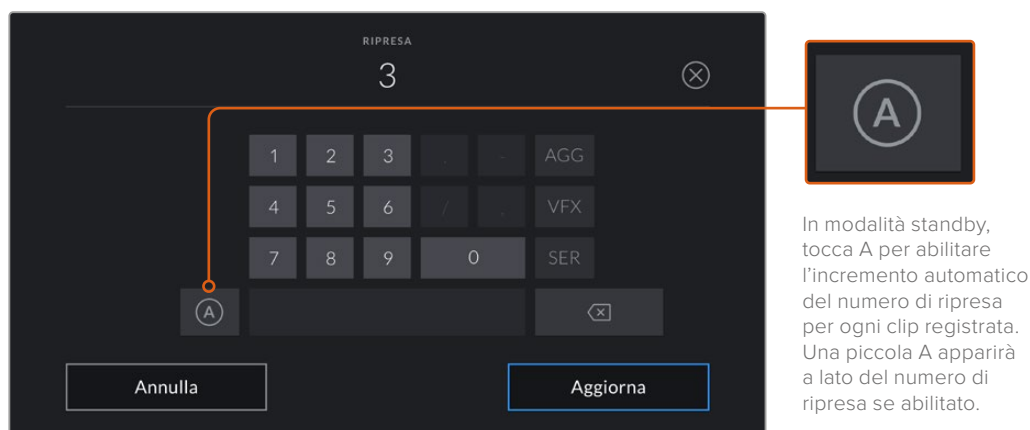 RIPRESA
3
A
1 2 3 . - AGG
4 5 6 / , VFX
7 8 9 0 SER
A
Annulla Aggiorna
In modalità standby,
tocca A per abilitare
l'incremento automatico
del numero di ripresa
per ogni clip registrata.
Una piccola A apparirà
a lato del numero di
ripresa se abilitato.